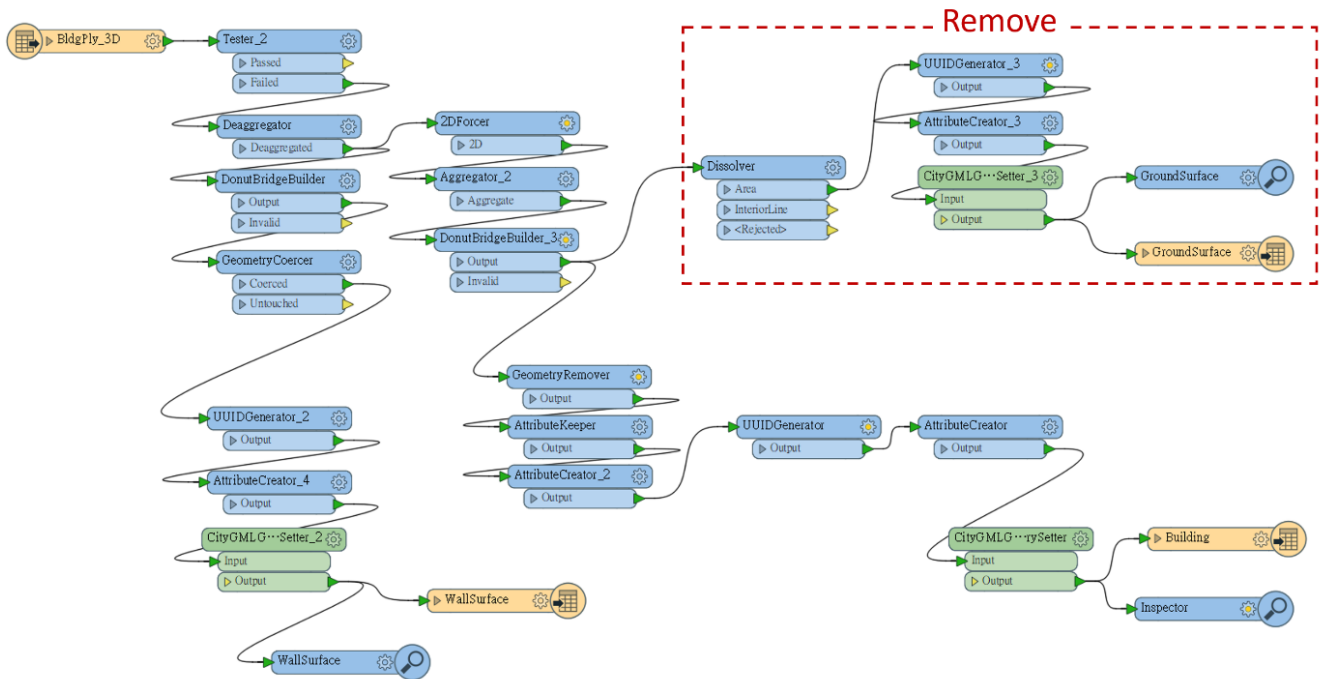 Remove
BldgPly_3D
Tester_2
Passed
Failed
Deaggregator
Deaggregated
DonutBridgeBuilder
Output
Invalid
GeometryCoercer
Coerced
Untouched
2DForcer
2D
Aggregator_2
Aggregate
DonutBridgeBuilder_3
Output
Invalid
Dissolver
Area
InteriorLine
<Rejected>
UUIDGenerator_3
Output
AttributeCreator_3
Output
CityGMLG···Setter_3
Input
Output
GroundSurface
GroundSurface
UUIDGenerator_2
Output
AttributeCreator_4
Output
CityGMLG···Setter_2
Input
Output
WallSurface
WallSurface
GeometryRemover
Output
AttributeKeeper
Output
AttributeCreator_2
Output
UUIDGenerator
Output
AttributeCreator
Output
CityGMLG···rySetter
Input
Output
Building
Inspector